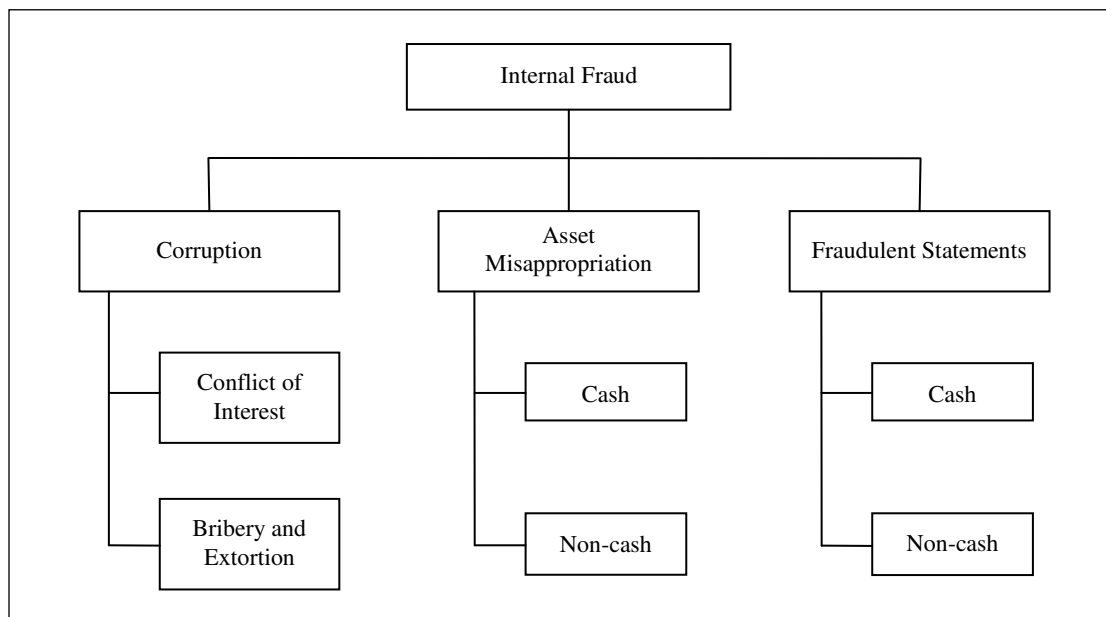 Internal Fraud
Corruption
Asset
Misappropriation
Fraudulent Statements
Conflict of
Interest
Cash
Cash
Bribery and
Extortion
Non-cash
Non-cash